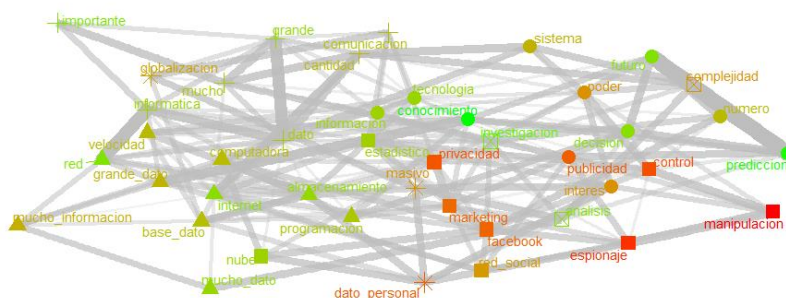 importante
grande
comunicacion
sistema
cantidad
globalizacion
futuro
complejidad
mucho
tecnologia
poder
informatica
conocimiento
numero
informacion
dato
investigacion
decision
velocidad
estadistico
computadora
privacidad
red
publicidad
control
prediccion
grande_dato
masivo
almacenamiento
interes
internet
mucho_informacion
base_dato
programacion
marketing
analisis
manipulacion
facebook
nube
espionaje
red_social
mucho_dato
dato_personal